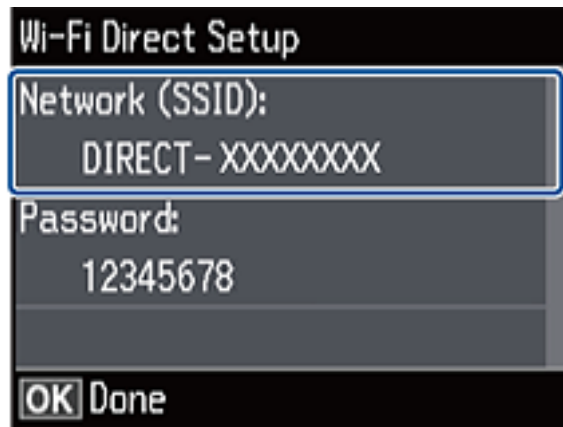 Wi-Fi Direct Setup
Network (SSID):
DIRECT-XXXXXXXX
Password:
12345678
OK Done